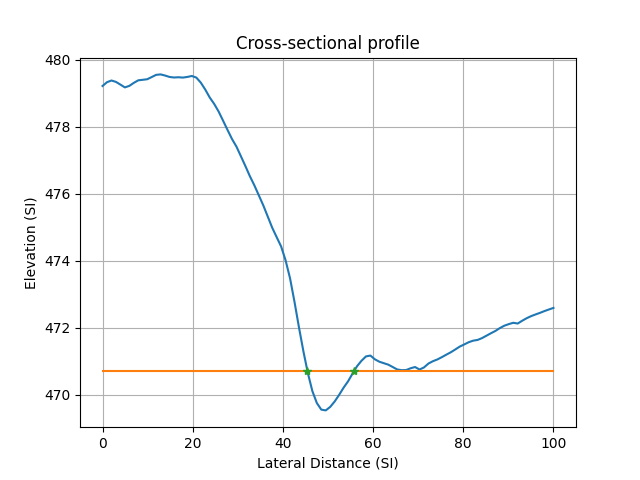 Cross-sectional profile
480
478
476
474
472
470
Elevation (SI)
0 20 40 60 80 100
Lateral Distance (SI)